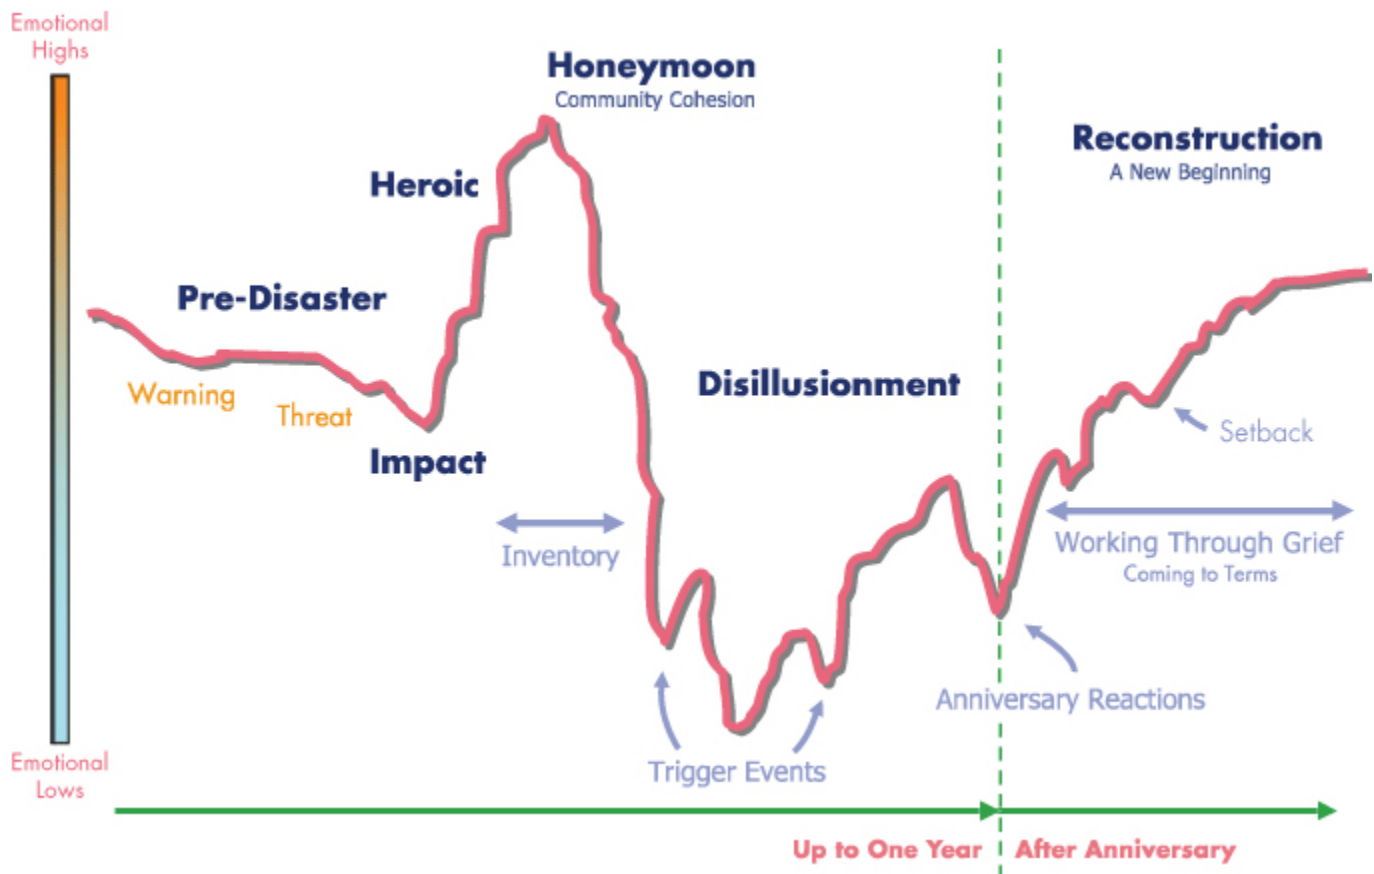 Emotional
Highs
Honeymoon
Community Cohesion
Reconstruction
A New Beginning
Heroic
Pre-Disaster
Warning
Threat
Impact
Disillusionment
Setback
Inventory
Working Through Grief
Coming to Terms
Anniversary Reactions
Trigger Events
Emotional
Lows
Up to One Year
After Anniversary